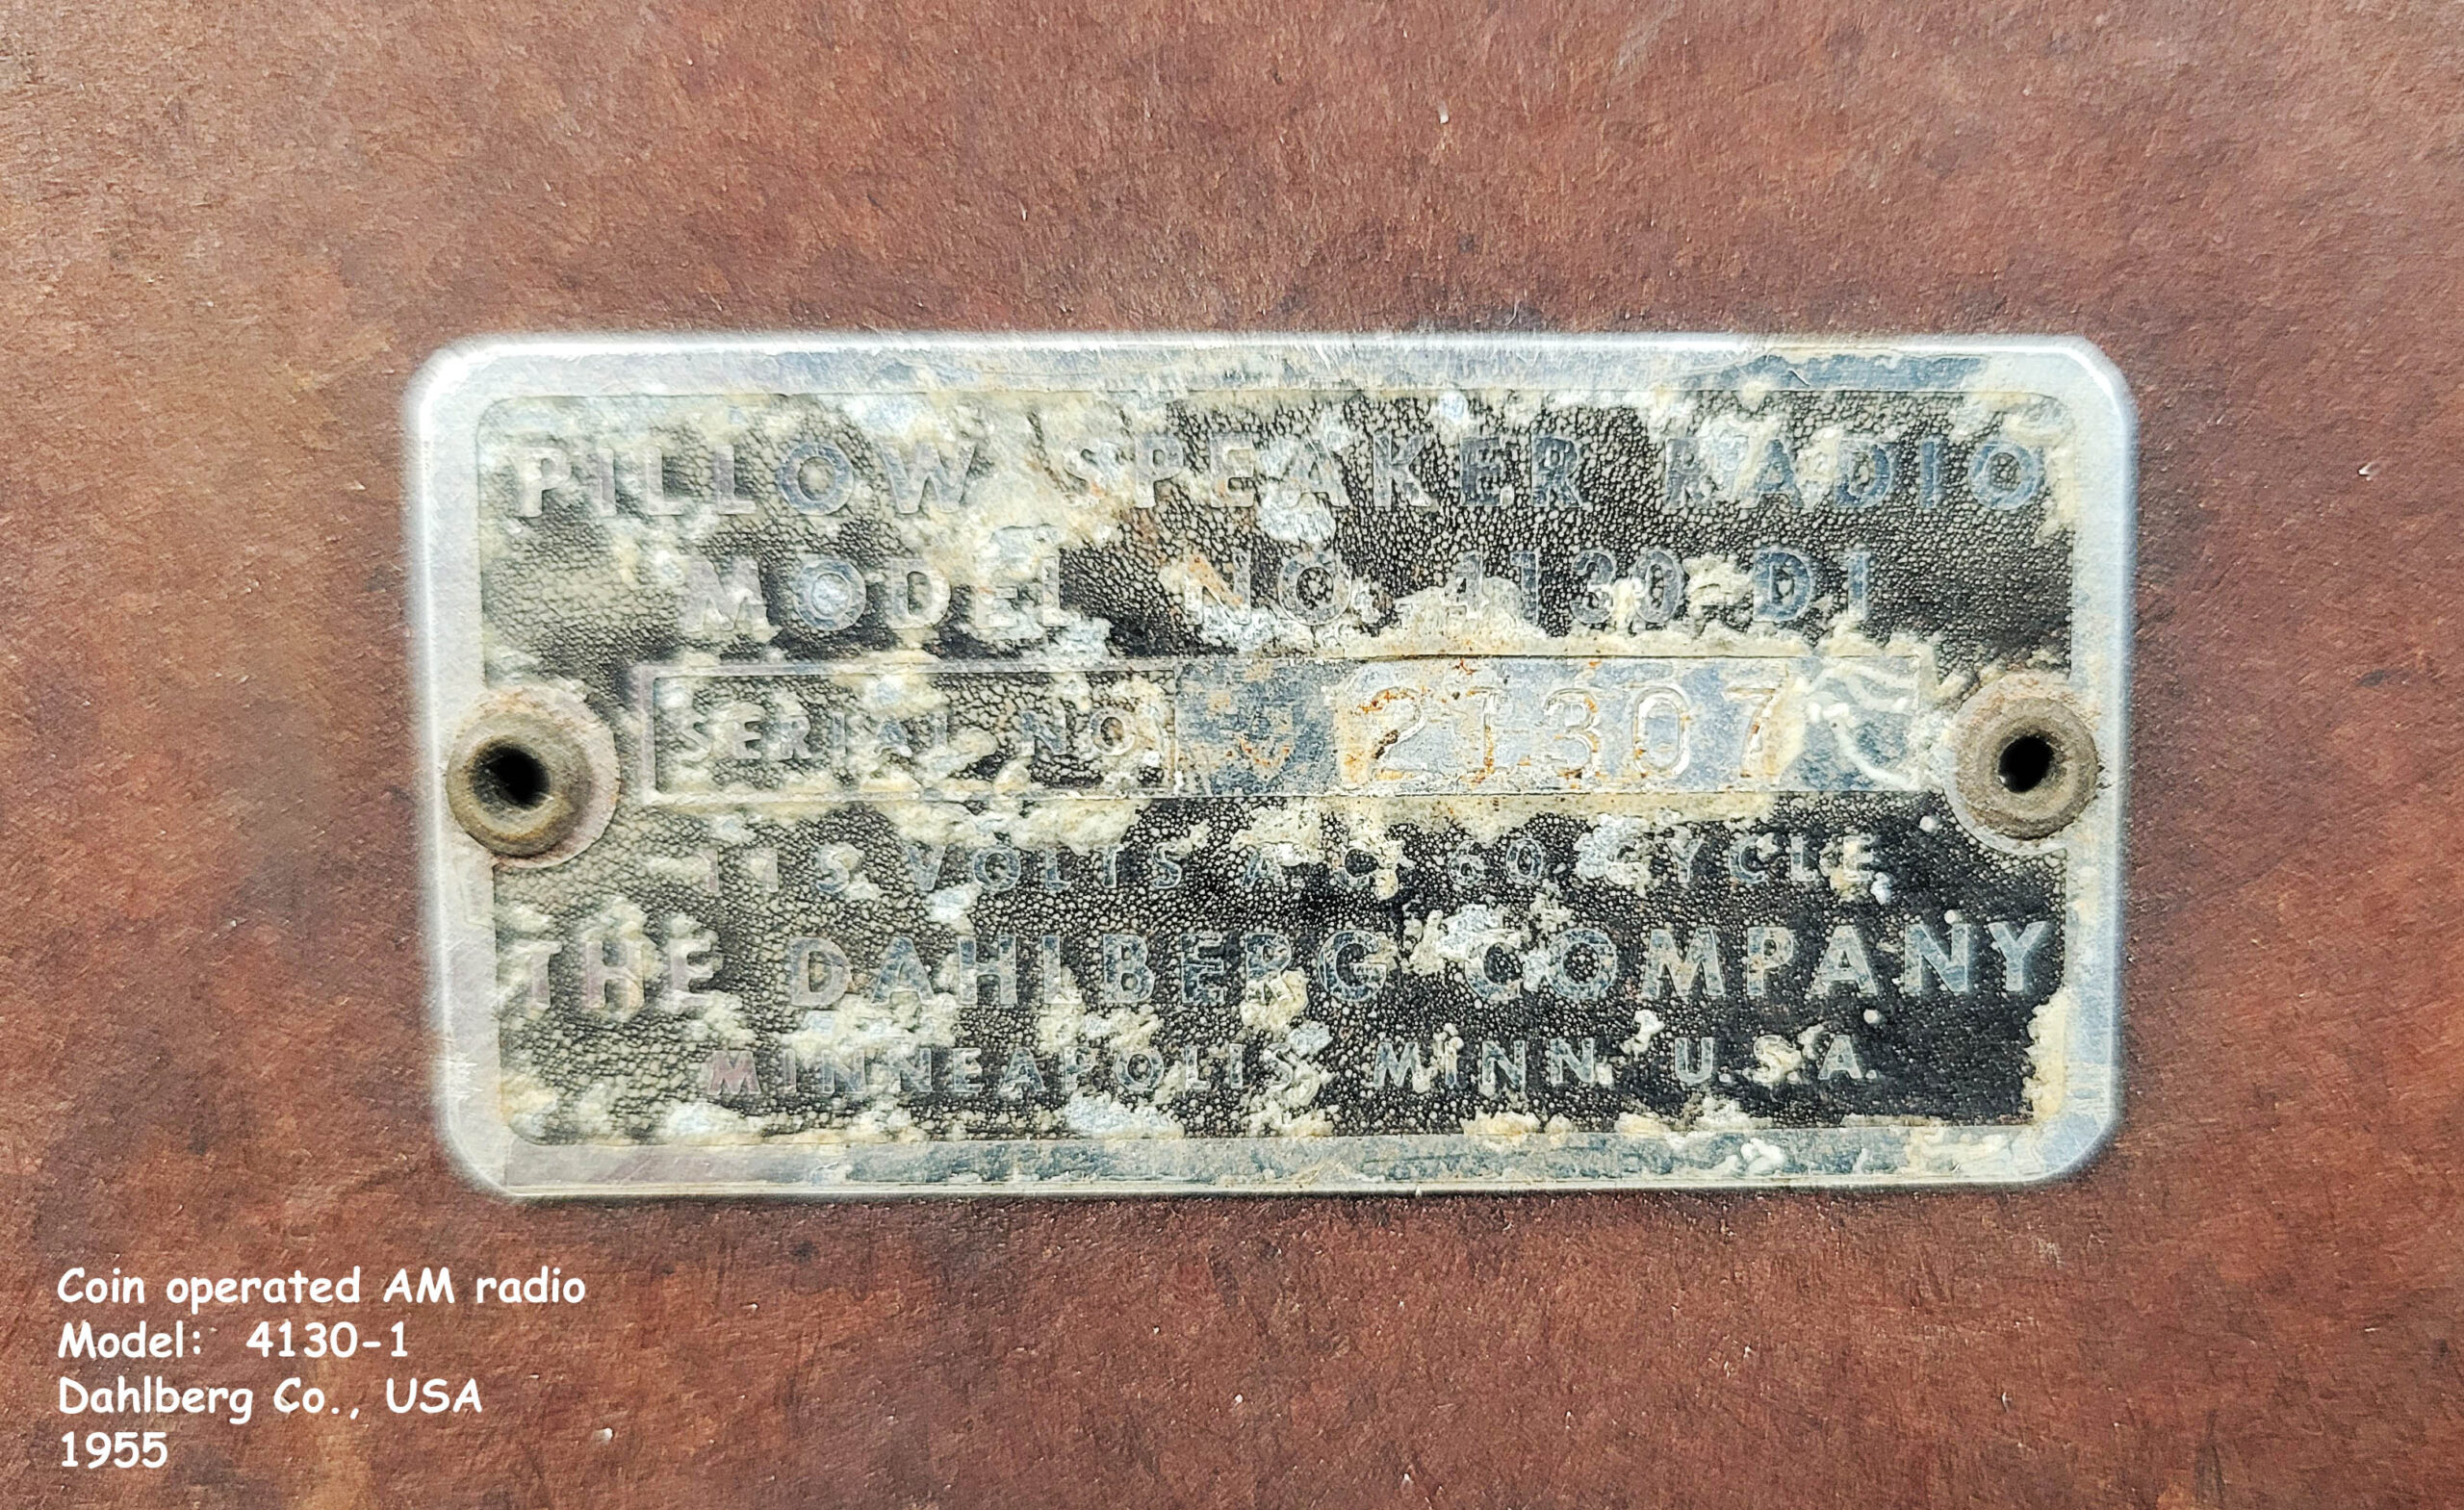 PILLOW SPEAKER RADIO
MODEL NO. 4130-D1
SERIAL NO. 21307
115 VOLTS A.C. 60 CYCLE
THE DAHLBERG COMPANY
MINNEAPOLIS MINN. U.S.A.
Coin operated AM radio
Model: 4130-1
Dahlberg Co., USA
1955